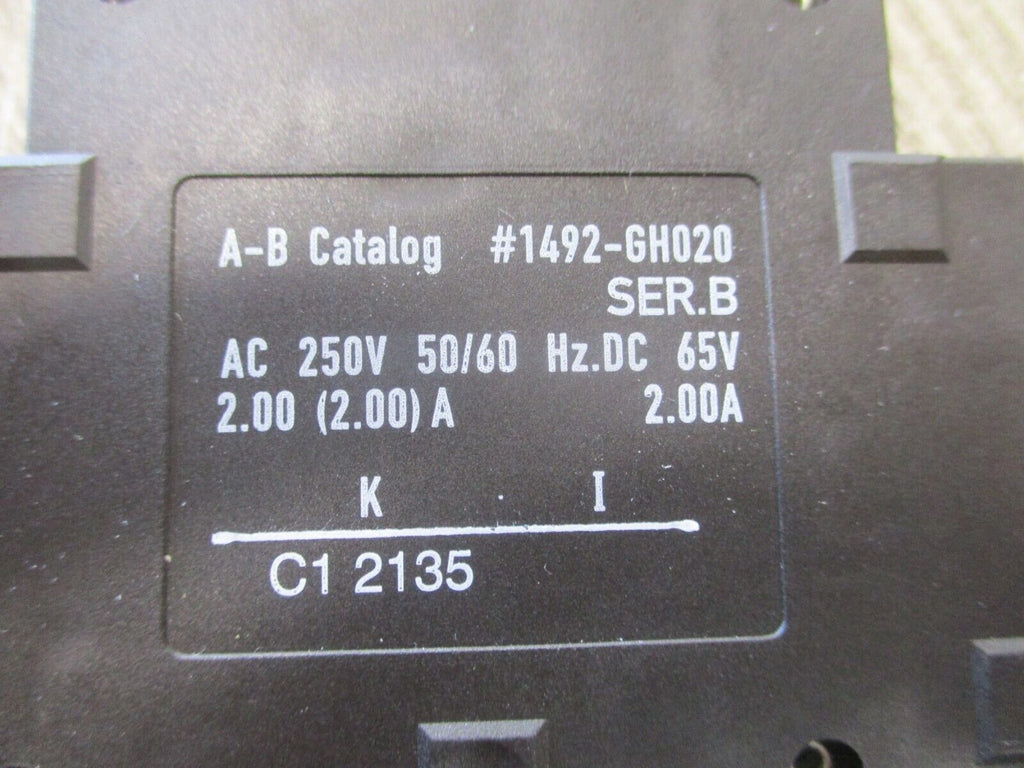 A-B Catalog #1492-GH020
SER.B
AC 250V 50/60 Hz.DC 65V
2.00 (2.00)A 2.00A
K I
C1 2135